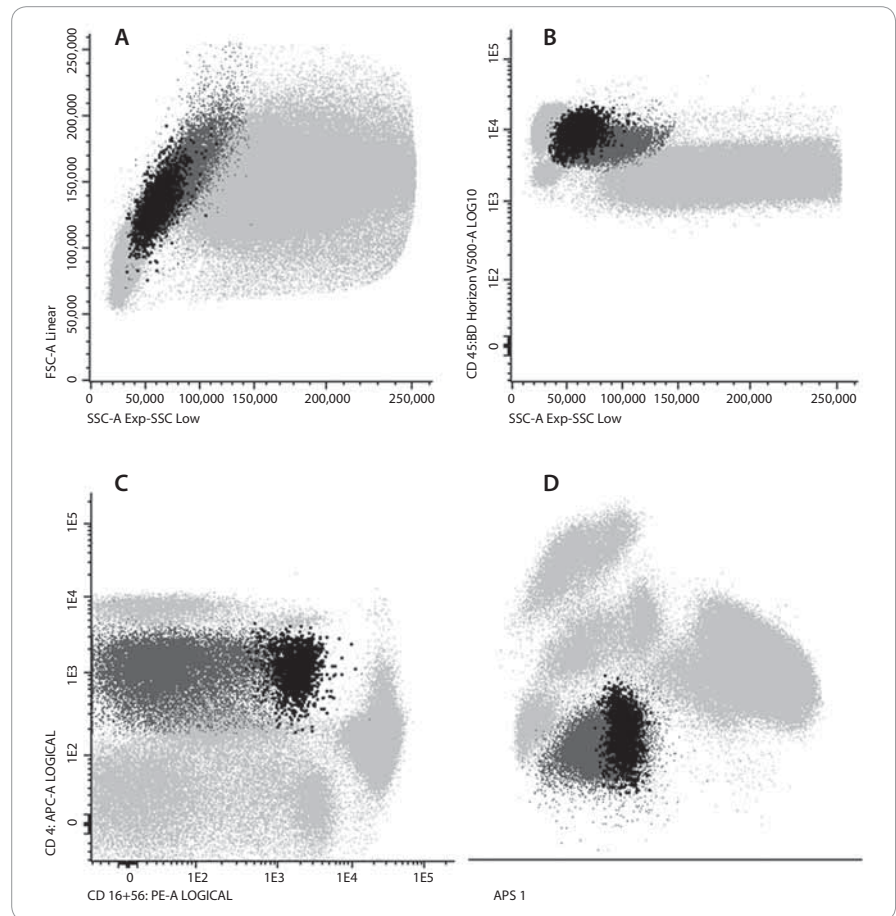 A
250,000
200,000
150,000
100,000
50,000
0
FSC-A Linear
0 50,000 100,000 150,000 200,000 250,000
SSC-A Exp-SSC Low
B
1E5
1E4
1E3
1E2
0
CD 45:BD Horizon V500-A LOG10
0 50,000 100,000 150,000 200,000 250,000
SSC-A Exp-SSC Low
C
1E5
1E4
1E3
1E2
0
CD 4: APC-A LOGICAL
0 1E2 1E3 1E4 1E5
CD 16+56: PE-A LOGICAL
D
APS 1